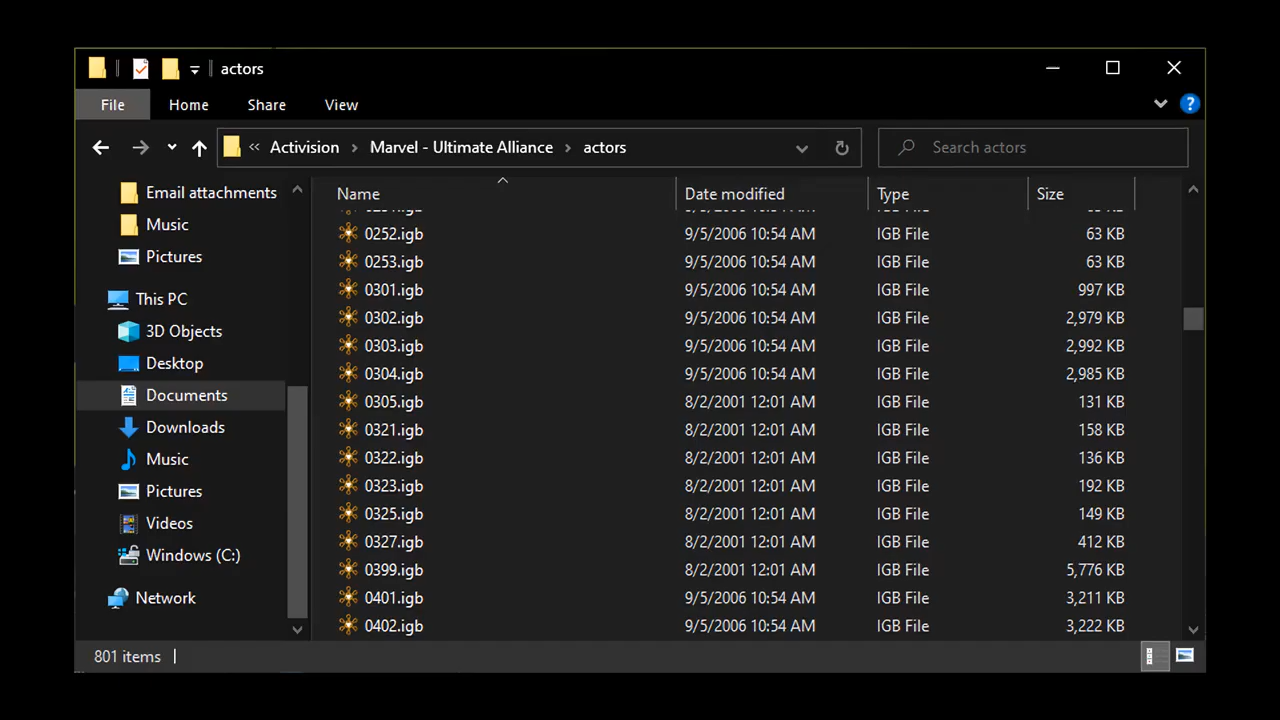 actors
File Home Share View
« Activision > Marvel - Ultimate Alliance > actors
Search actors
Email attachments
Music
Pictures
This PC
3D Objects
Desktop
Documents
Downloads
Music
Pictures
Videos
Windows (C:)
Network
Name Date modified Type Size
0252.igb 9/5/2006 10:54 AM IGB File 63 KB
0253.igb 9/5/2006 10:54 AM IGB File 63 KB
0301.igb 9/5/2006 10:54 AM IGB File 997 KB
0302.igb 9/5/2006 10:54 AM IGB File 2,979 KB
0303.igb 9/5/2006 10:54 AM IGB File 2,992 KB
0304.igb 9/5/2006 10:54 AM IGB File 2,985 KB
0305.igb 8/2/2001 12:01 AM IGB File 131 KB
0321.igb 8/2/2001 12:01 AM IGB File 158 KB
0322.igb 8/2/2001 12:01 AM IGB File 136 KB
0323.igb 8/2/2001 12:01 AM IGB File 192 KB
0325.igb 8/2/2001 12:01 AM IGB File 149 KB
0327.igb 8/2/2001 12:01 AM IGB File 412 KB
0399.igb 8/2/2001 12:01 AM IGB File 5,776 KB
0401.igb 9/5/2006 10:54 AM IGB File 3,211 KB
0402.igb 9/5/2006 10:54 AM IGB File 3,222 KB
801 items